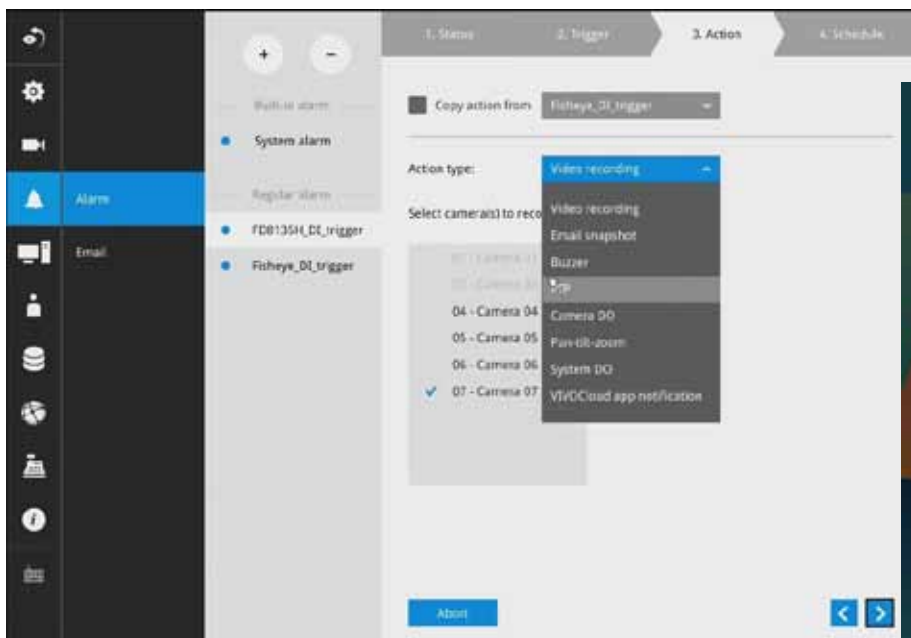 1. Status
2. Trigger
3. Action
4. Schedule
+
-
Built-in alarm
System alarm
Regular alarm
FD8135H_DI_trigger
Fisheye_DI_trigger
Alarm
Email
Copy action from
Fisheye_DI_trigger
Action type:
Video recording
Select camera(s) to reco
Video recording
Email snapshot
Buzzer
FTP
Camera DO
Pan-tilt-zoom
System DO
VIVOCloud app notification
04 - Camera 04
05 - Camera 05
06 - Camera 06
07 - Camera 07
Abort